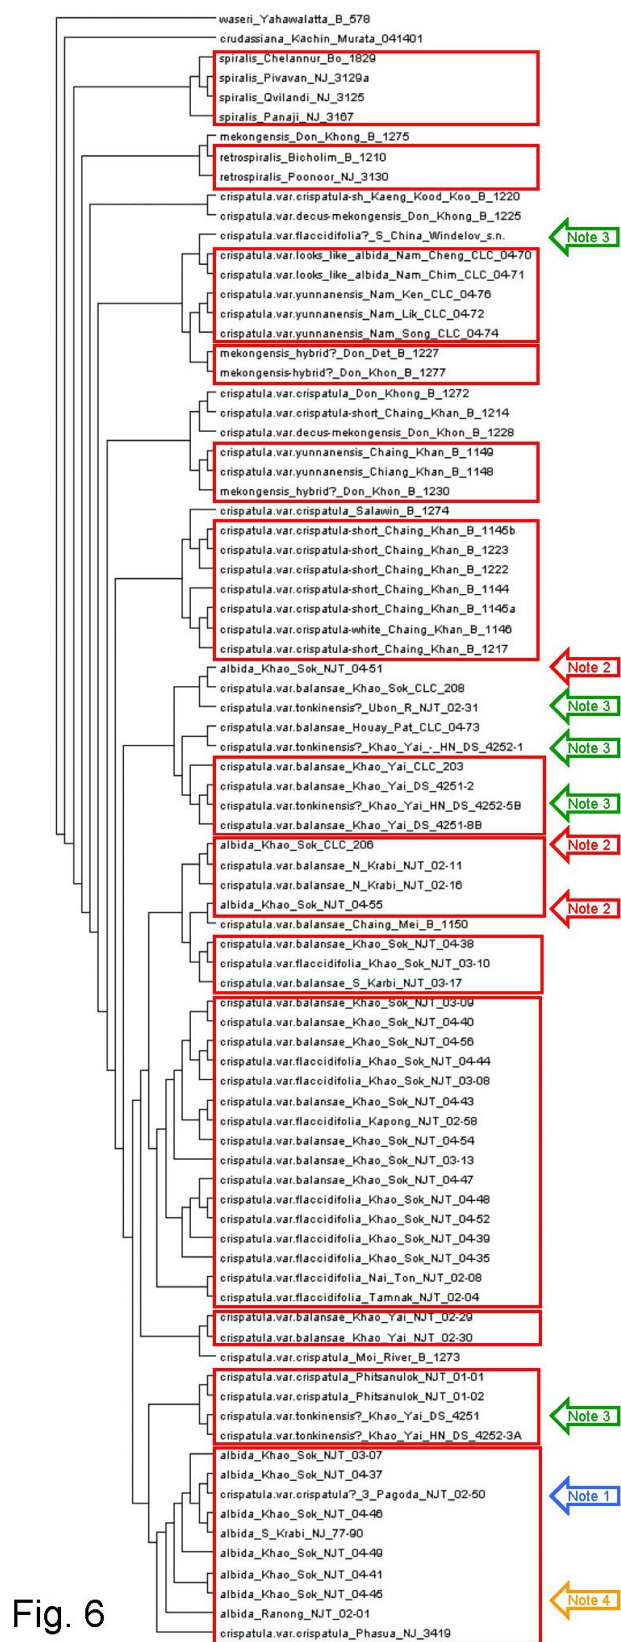 waseri_Yahawalatta_B_578
crudassiana_Kachin_Murata_041401
spiralis_Chelannur_Bo_1829
spiralis_Pivavan_NJ_3129a
spiralis_Qvilandi_NJ_3125
spiralis_Panaji_NJ_3167
mekongensis_Don_Khong_B_1275
retrospiralis_Bicholim_B_1210
retrospiralis_Poonoor_NJ_3130
crispatula.var.crispatula-sh_Kaeng_Kood_Koo_B_1220
crispatula.var.decus-mekongensis_Don_Khong_B_1225
crispatula.var.flaccidifolia?_S_China_Windelov_s.n.
Note 3
crispatula.var.looks_like_albida_Nam_Cheng_CLC_04-70
crispatula.var.looks_like_albida_Nam_Chim_CLC_04-71
crispatula.var.yunnanensis_Nam_Ken_CLC_04-76
crispatula.var.yunnanensis_Nam_Lik_CLC_04-72
crispatula.var.yunnanensis_Nam_Song_CLC_04-74
mekongensis_hybrid?_Don_Det_B_1227
mekongensis-hybrid?_Don_Khon_B_1277
crispatula.var.crispatula_Don_Khong_B_1272
crispatula.var.crispatula-short_Chaing_Khan_B_1214
crispatula.var.decus-mekongensis_Don_Khon_B_1228
crispatula.var.yunnanensis_Chaing_Khan_B_1149
crispatula.var.yunnanensis_Chiang_Khan_B_1148
mekongensis_hybrid?_Don_Khon_B_1230
crispatula.var.crispatula_Salawin_B_1274
crispatula.var.crispatula-short_Chaing_Khan_B_1145b
crispatula.var.crispatula-short_Chaing_Khan_B_1223
crispatula.var.crispatula-short_Chaing_Khan_B_1222
crispatula.var.crispatula-short_Chaing_Khan_B_1144
crispatula.var.crispatula-short_Chaing_Khan_B_1145a
crispatula.var.crispatula-white_Chaing_Khan_B_1146
crispatula.var.crispatula-short_Chaing_Khan_B_1217
albida_Khao_Sok_NJT_04-51
Note 2
crispatula.var.balansae_Khao_Sok_CLC_208
crispatula.var.tonkinensis?_Ubon_R_NJT_02-31
Note 3
crispatula.var.balansae_Houay_Pat_CLC_04-73
crispatula.var.tonkinensis?_Khao_Yai_-_HN_DS_4252-1
Note 3
crispatula.var.balansae_Khao_Yai_CLC_203
crispatula.var.balansae_Khao_Yai_DS_4251-2
crispatula.var.tonkinensis?_Khao_Yai_HN_DS_4252-5B
Note 3
crispatula.var.balansae_Khao_Yai_DS_4251-8B
albida_Khao_Sok_CLC_206
Note 2
crispatula.var.balansae_N_Krabi_NJT_02-11
crispatula.var.balansae_N_Krabi_NJT_02-16
albida_Khao_Sok_NJT_04-55
Note 2
crispatula.var.balansae_Chaing_Mei_B_1150
crispatula.var.balansae_Khao_Sok_NJT_04-38
crispatula.var.flaccidifolia_Khao_Sok_NJT_03-10
crispatula.var.balansae_S_Karbi_NJT_03-17
crispatula.var.balansae_Khao_Sok_NJT_03-09
crispatula.var.balansae_Khao_Sok_NJT_04-40
crispatula.var.balansae_Khao_Sok_NJT_04-56
crispatula.var.flaccidifolia_Khao_Sok_NJT_04-44
crispatula.var.flaccidifolia_Khao_Sok_NJT_03-08
crispatula.var.balansae_Khao_Sok_NJT_04-43
crispatula.var.flaccidifolia_Kapong_NJT_02-58
crispatula.var.balansae_Khao_Sok_NJT_04-54
crispatula.var.balansae_Khao_Sok_NJT_03-13
crispatula.var.balansae_Khao_Sok_NJT_04-47
crispatula.var.flaccidifolia_Khao_Sok_NJT_04-48
crispatula.var.flaccidifolia_Khao_Sok_NJT_04-52
crispatula.var.flaccidifolia_Khao_Sok_NJT_04-39
crispatula.var.flaccidifolia_Khao_Sok_NJT_04-35
crispatula.var.flaccidifolia_Nai_Ton_NJT_02-08
crispatula.var.flaccidifolia_Tamnak_NJT_02-04
crispatula.var.balansae_Khao_Yai_NJT_02-29
crispatula.var.balansae_Khao_Yai_NJT_02-30
crispatula.var.crispatula_Moi_River_B_1273
crispatula.var.crispatula_Phitsanulok_NJT_01-01
crispatula.var.crispatula_Phitsanulok_NJT_01-02
crispatula.var.tonkinensis?_Khao_Yai_DS_4251
Note 3
crispatula.var.tonkinensis?_Khao_Yai_HN_DS_4252-3A
albida_Khao_Sok_NJT_03-07
albida_Khao_Sok_NJT_04-37
crispatula.var.crispatula?_3_Pagoda_NJT_02-50
Note 1
albida_Khao_Sok_NJT_04-46
albida_S_Krabi_NJ_77-90
albida_Khao_Sok_NJT_04-49
albida_Khao_Sok_NJT_04-41
albida_Khao_Sok_NJT_04-45
Note 4
albida_Ranong_NJT_02-01
crispatula.var.crispatula_Phasua_NJ_3419
Fig. 6